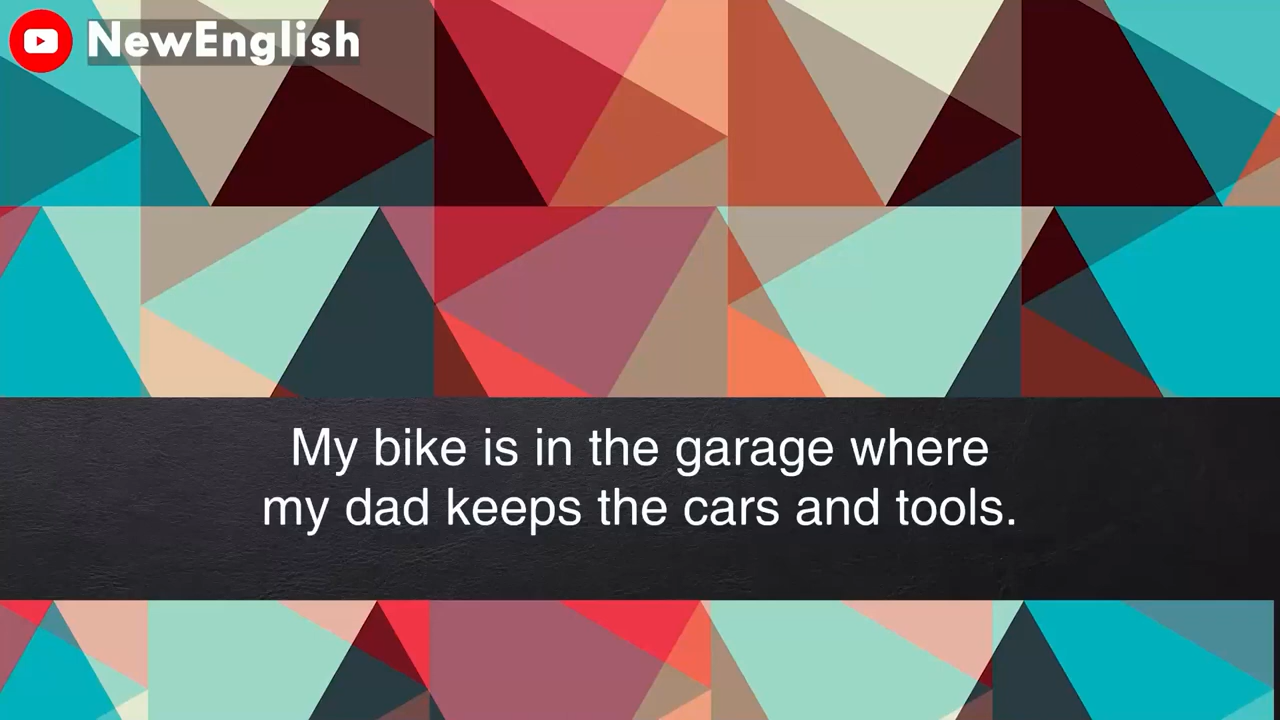 NewEnglish
My bike is in the garage where
my dad keeps the cars and tools.